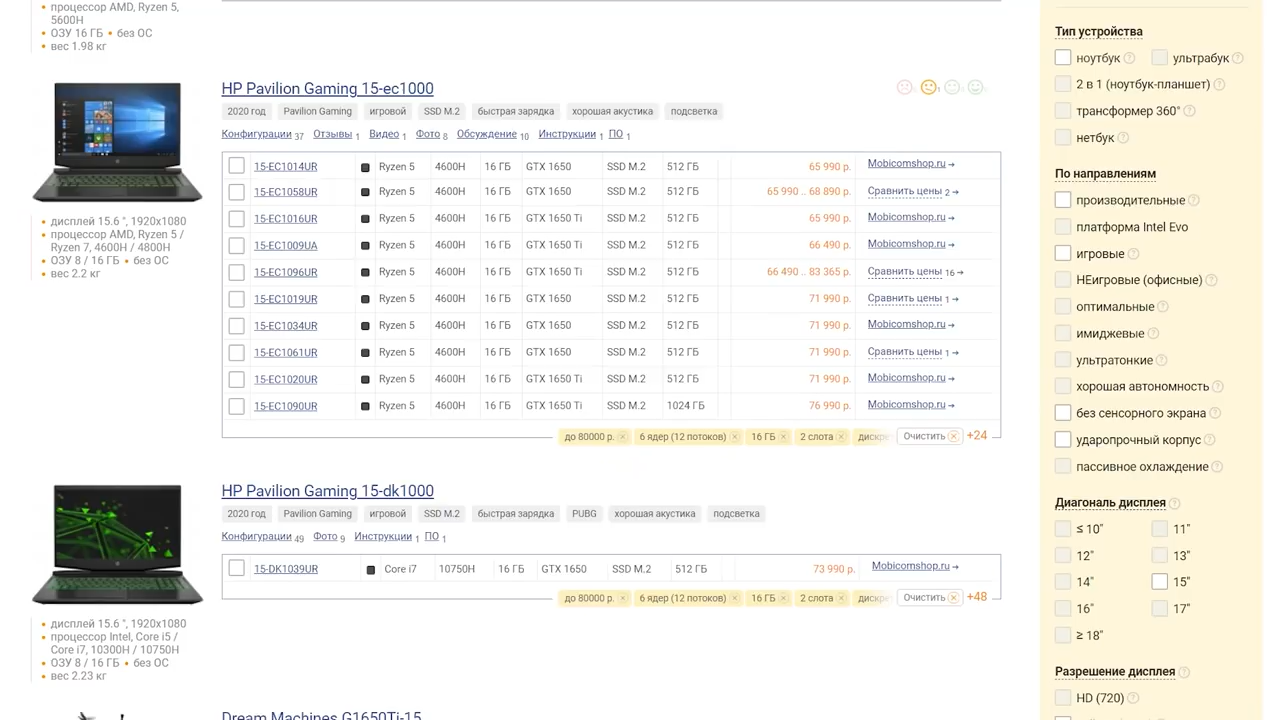 процессор AMD, Ryzen 5,
5600H
ОЗУ 16 ГБ • без ОС
вес 1.98 кг
HP Pavilion Gaming 15-ec1000
2020 год Pavilion Gaming игровой SSD M.2 быстрая зарядка хорошая акустика подсветка
Конфигурации 37 Отзывы 1 Видео 1 Фото 8 Обсуждение 10 Инструкции 1 ПО 1
15-EC1014UR Ryzen 5 4600H 16 ГБ GTX 1650 SSD M.2 512 ГБ 65 990 р. Mobicomshop.ru →
15-EC1058UR Ryzen 5 4600H 16 ГБ GTX 1650 SSD M.2 512 ГБ 65 990 .. 68 890 р. Сравнить цены 2 →
15-EC1016UR Ryzen 5 4600H 16 ГБ GTX 1650 Ti SSD M.2 512 ГБ 65 990 р. Mobicomshop.ru →
15-EC1009UA Ryzen 5 4600H 16 ГБ GTX 1650 Ti SSD M.2 512 ГБ 66 490 р. Mobicomshop.ru →
15-EC1096UR Ryzen 5 4600H 16 ГБ GTX 1650 Ti SSD M.2 512 ГБ 66 490 .. 83 365 р. Сравнить цены 16 →
15-EC1019UR Ryzen 5 4600H 16 ГБ GTX 1650 SSD M.2 512 ГБ 71 990 р. Сравнить цены 1 →
15-EC1034UR Ryzen 5 4600H 16 ГБ GTX 1650 SSD M.2 512 ГБ 71 990 р. Mobicomshop.ru →
15-EC1061UR Ryzen 5 4600H 16 ГБ GTX 1650 SSD M.2 512 ГБ 71 990 р. Сравнить цены 1 →
15-EC1020UR Ryzen 5 4600H 16 ГБ GTX 1650 Ti SSD M.2 512 ГБ 71 990 р. Mobicomshop.ru →
15-EC1090UR Ryzen 5 4600H 16 ГБ GTX 1650 Ti SSD M.2 1024 ГБ 76 990 р. Mobicomshop.ru →
до 80000 р. 6 ядер (12 потоков) 16 ГБ 2 слота дискре Очистить +24
дисплей 15.6 ", 1920x1080
процессор AMD, Ryzen 5 /
Ryzen 7, 4600H / 4800H
ОЗУ 8 / 16 ГБ • без ОС
вес 2.2 кг
HP Pavilion Gaming 15-dk1000
2020 год Pavilion Gaming игровой SSD M.2 быстрая зарядка PUBG хорошая акустика подсветка
Конфигурации 49 Фото 9 Инструкции 1 ПО 1
15-DK1039UR Core i7 10750H 16 ГБ GTX 1650 SSD M.2 512 ГБ 73 990 р. Mobicomshop.ru →
до 80000 р. 6 ядер (12 потоков) 16 ГБ 2 слота дискре Очистить +48
дисплей 15.6 ", 1920x1080
процессор Intel, Core i5 /
Core i7, 10300H / 10750H
ОЗУ 8 / 16 ГБ • без ОС
вес 2.23 кг
Dream Machines G1650Ti-15
Тип устройства
ноутбук ультрабук
2 в 1 (ноутбук-планшет)
трансформер 360°
нетбук
По направлениям
производительные
платформа Intel Evo
игровые
НЕигровые (офисные)
оптимальные
имиджевые
ультратонкие
хорошая автономность
без сенсорного экрана
ударопрочный корпус
пассивное охлаждение
Диагональ дисплея
≤ 10" 11"
12" 13"
14" 15"
16" 17"
≥ 18"
Разрешение дисплея
HD (720)